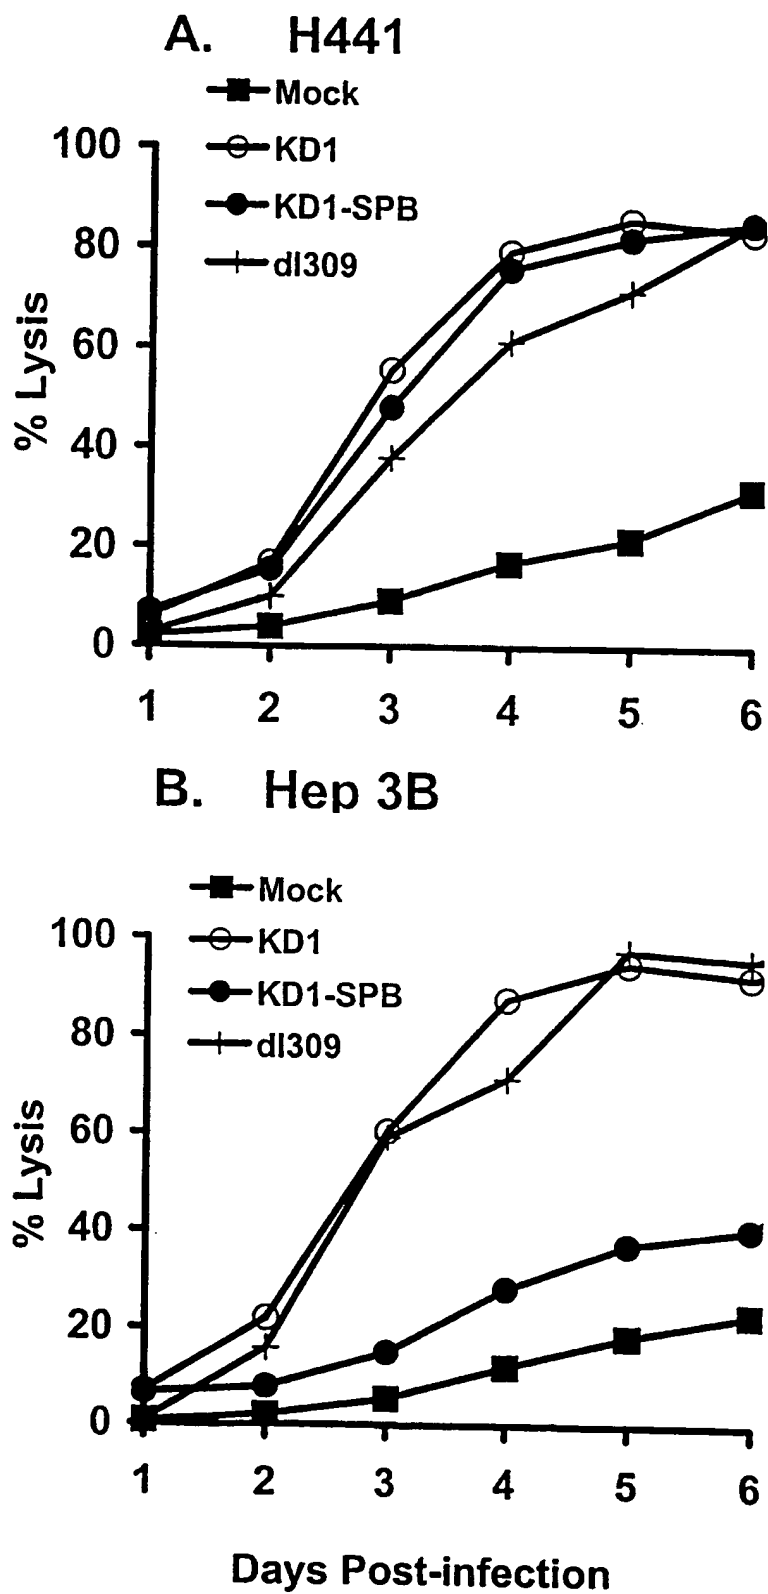 A. H441
Mock
KD1
KD1-SPB
dl309
100
80
60
40
20
0
% Lysis
1 2 3 4 5 6
B. Hep 3B
Mock
KD1
KD1-SPB
dl309
100
80
60
40
20
0
% Lysis
1 2 3 4 5 6
Days Post-infection